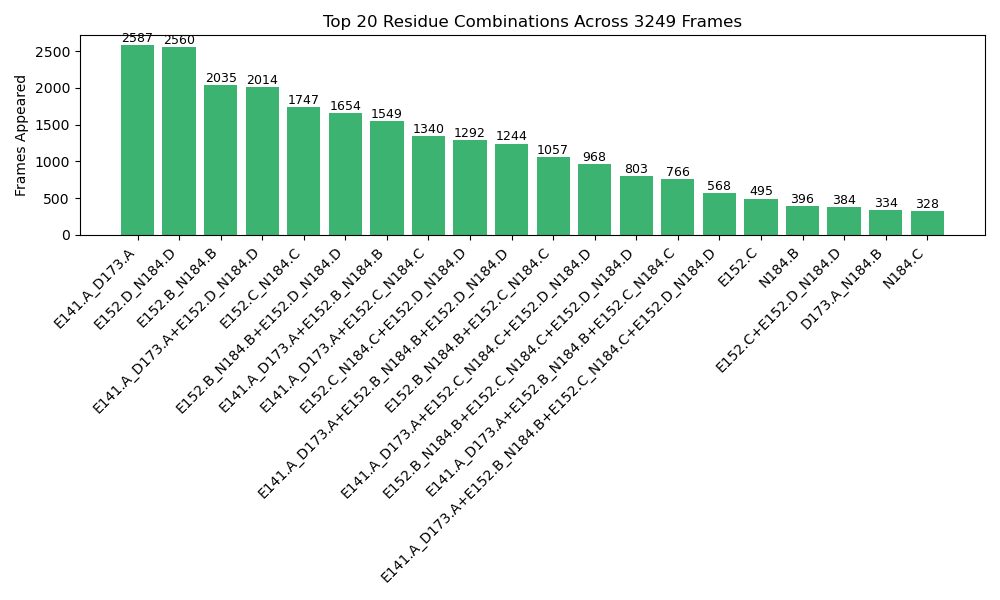 Top 20 Residue Combinations Across 3249 Frames
Frames Appeared
2500
2000
1500
1000
500
0
2587
2560
2035
2014
1747
1654
1549
1340
1292
1244
1057
968
803
766
568
495
396
384
334
328
E141.A_D173.A
E152.D_N184.D
E152.B_N184.B
E141.A_D173.A+E152.D_N184.D
E152.C_N184.C
E152.B_N184.B+E152.D_N184.D
E141.A_D173.A+E152.B_N184.B
E141.A_D173.A+E152.C_N184.C
E152.C_N184.C+E152.D_N184.D
E141.A_D173.A+E152.B_N184.B+E152.D_N184.D
E152.B_N184.B+E152.C_N184.C
E141.A_D173.A+E152.C_N184.C+E152.D_N184.D
E152.B_N184.B+E152.C_N184.C+E152.D_N184.D
E141.A_D173.A+E152.B_N184.B+E152.C_N184.C
E141.A_D173.A+E152.B_N184.B+E152.C_N184.C+E152.D_N184.D
E152.C
N184.B
E152.C+E152.D_N184.D
D173.A_N184.B
N184.C